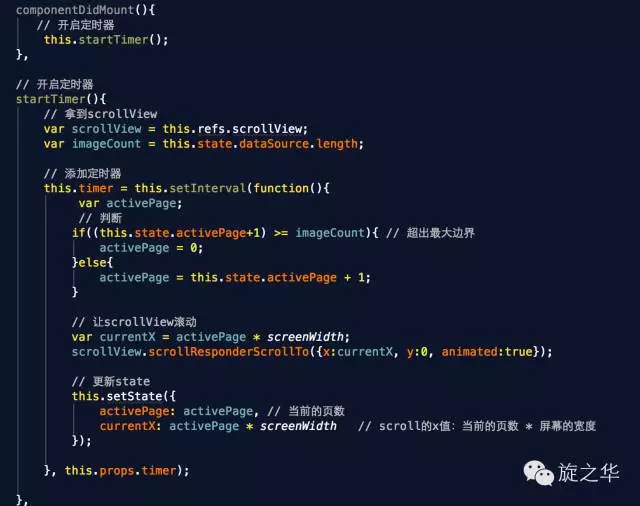 componentDidMount(){
// 开启定时器
this.startTimer();
},
// 开启定时器
startTimer(){
// 拿到scrollView
var scrollView = this.refs.scrollView;
var imageCount = this.state.dataSource.length;
// 添加定时器
this.timer = this.setInterval(function(){
var activePage;
// 判断
if((this.state.activePage+1) >= imageCount){ // 超出最大边界
activePage = 0;
}else{
activePage = this.state.activePage + 1;
}
// 让scrollView滚动
var currentX = activePage * screenWidth;
scrollView.scrollResponderScrollTo({x:currentX, y:0, animated:true});
// 更新state
this.setState({
activePage: activePage, // 当前的页数
currentX: activePage * screenWidth // scroll的x值：当前的页数 * 屏幕的宽度
});
}, this.props.timer);
旋之华
},